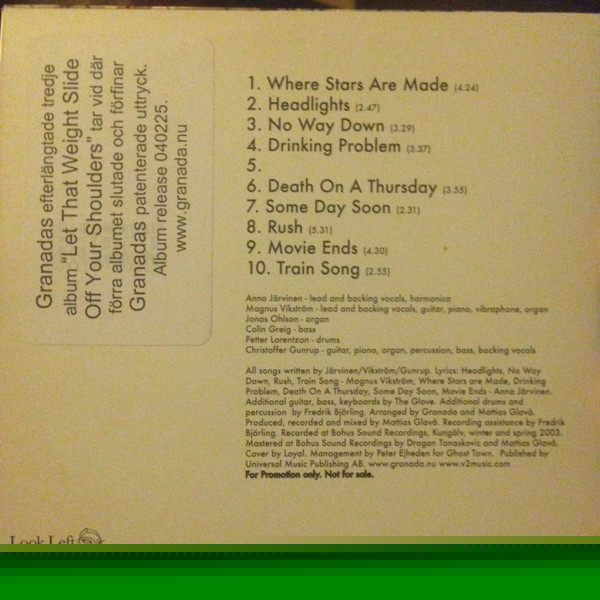 Granadas efterlängtade tredje
album "Let That Weight Slide
Off Your Shoulders" tar vid där
förra albumet slutade och förfinar
Granadas patenterade uttryck.
Album release 040225.
www.granada.nu
1. Where Stars Are Made (4.24)
2. Headlights (2.47)
3. No Way Down (3.29)
4. Drinking Problem (3.37)
5.
6. Death On A Thursday (3.55)
7. Some Day Soon (2.31)
8. Rush (5.31)
9. Movie Ends (4.30)
10. Train Song (2.55)
Anna Järvinen - lead and backing vocals, harmonica
Magnus Vikström - lead and backing vocals, guitar, piano, vibraphone, organ
Jonas Ohlson - organ
Colin Greig - bass
Petter Lorentzon - drums
Christoffer Gunrup - guitar, piano, organ, percussion, bass, backing vocals
All songs written by Järvinen/Vikström/Gunrup. Lyrics: Headlights, No Way
Down, Rush, Train Song - Magnus Vikström, Where Stars are Made, Drinking
Problem, Death On A Thursday, Some Day Soon, Movie Ends - Anna Järvinen.
Additional guitar, bass, keyboards by The Glove. Additional drums and
percussion by Fredrik Björling. Arranged by Granada and Mattias Glavå.
Produced, recorded and mixed by Mattias Glavå. Recording assistance by Fredrik
Björling. Recorded at Bohus Sound Recordings, Kungälv, winter and spring 2003.
Mastered at Bohus Sound Recordings by Dragan Tanaskovic and Mattias Glavå.
Cover by Loyal. Management by Peter Ejheden for Ghost Town. Published by
Universal Music Publishing AB. www.granada.nu www.v2music.com
For Promotion only. Not for sale.
Look Left